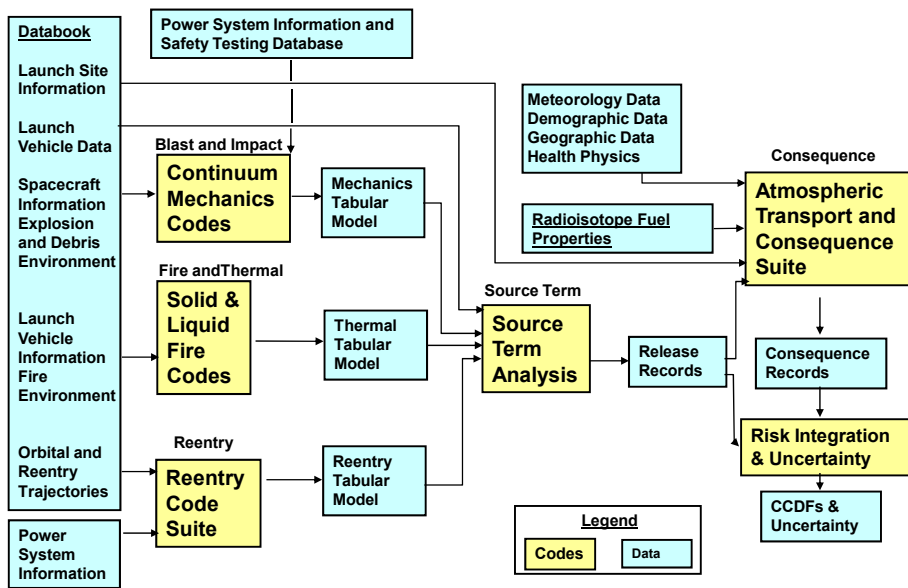 Databook
Launch Site
Information
Launch
Vehicle Data
Spacecraft
Information
Explosion
and Debris
Environment
Launch
Vehicle
Information
Fire
Environment
Orbital and
Reentry
Trajectories
Power
System
Information
Power System Information and
Safety Testing Database
Blast and Impact
Continuum
Mechanics
Codes
Mechanics
Tabular
Model
Fire andThermal
Solid &
Liquid
Fire
Codes
Thermal
Tabular
Model
Reentry
Reentry
Code
Suite
Reentry
Tabular
Model
Source Term
Source
Term
Analysis
Release
Records
Meteorology Data
Demographic Data
Geographic Data
Health Physics
Radioisotope Fuel
Properties
Consequence
Atmospheric
Transport and
Consequence
Suite
Consequence
Records
Risk Integration
& Uncertainty
CCDFs &
Uncertainty
Legend
Codes
Data